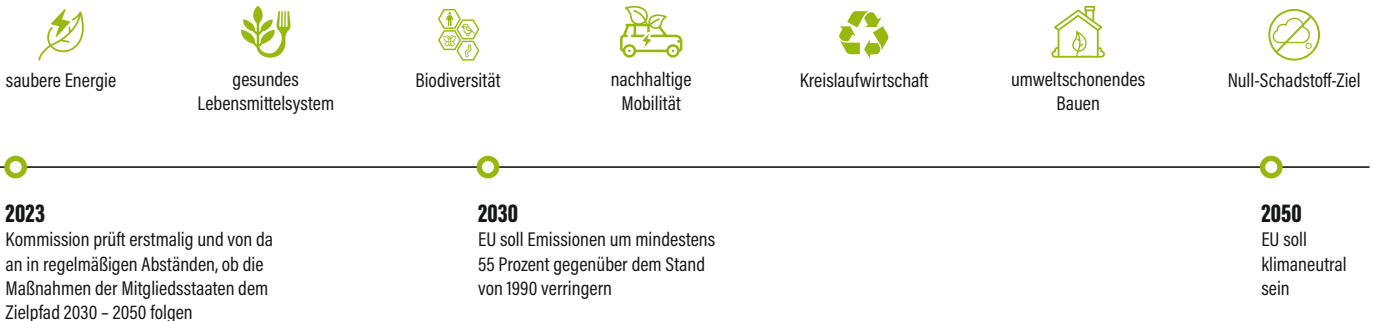 saubere Energie
gesundes
Lebensmittelsystem
Biodiversität
nachhaltige
Mobilität
Kreislaufwirtschaft
umweltschonendes
Bauen
Null-Schadstoff-Ziel
2023
Kommission prüft erstmalig und von da
an in regelmäßigen Abständen, ob die
Maßnahmen der Mitgliedsstaaten dem
Zielpfad 2030 – 2050 folgen
2030
EU soll Emissionen um mindestens
55 Prozent gegenüber dem Stand
von 1990 verringern
2050
EU soll
klimaneutral
sein